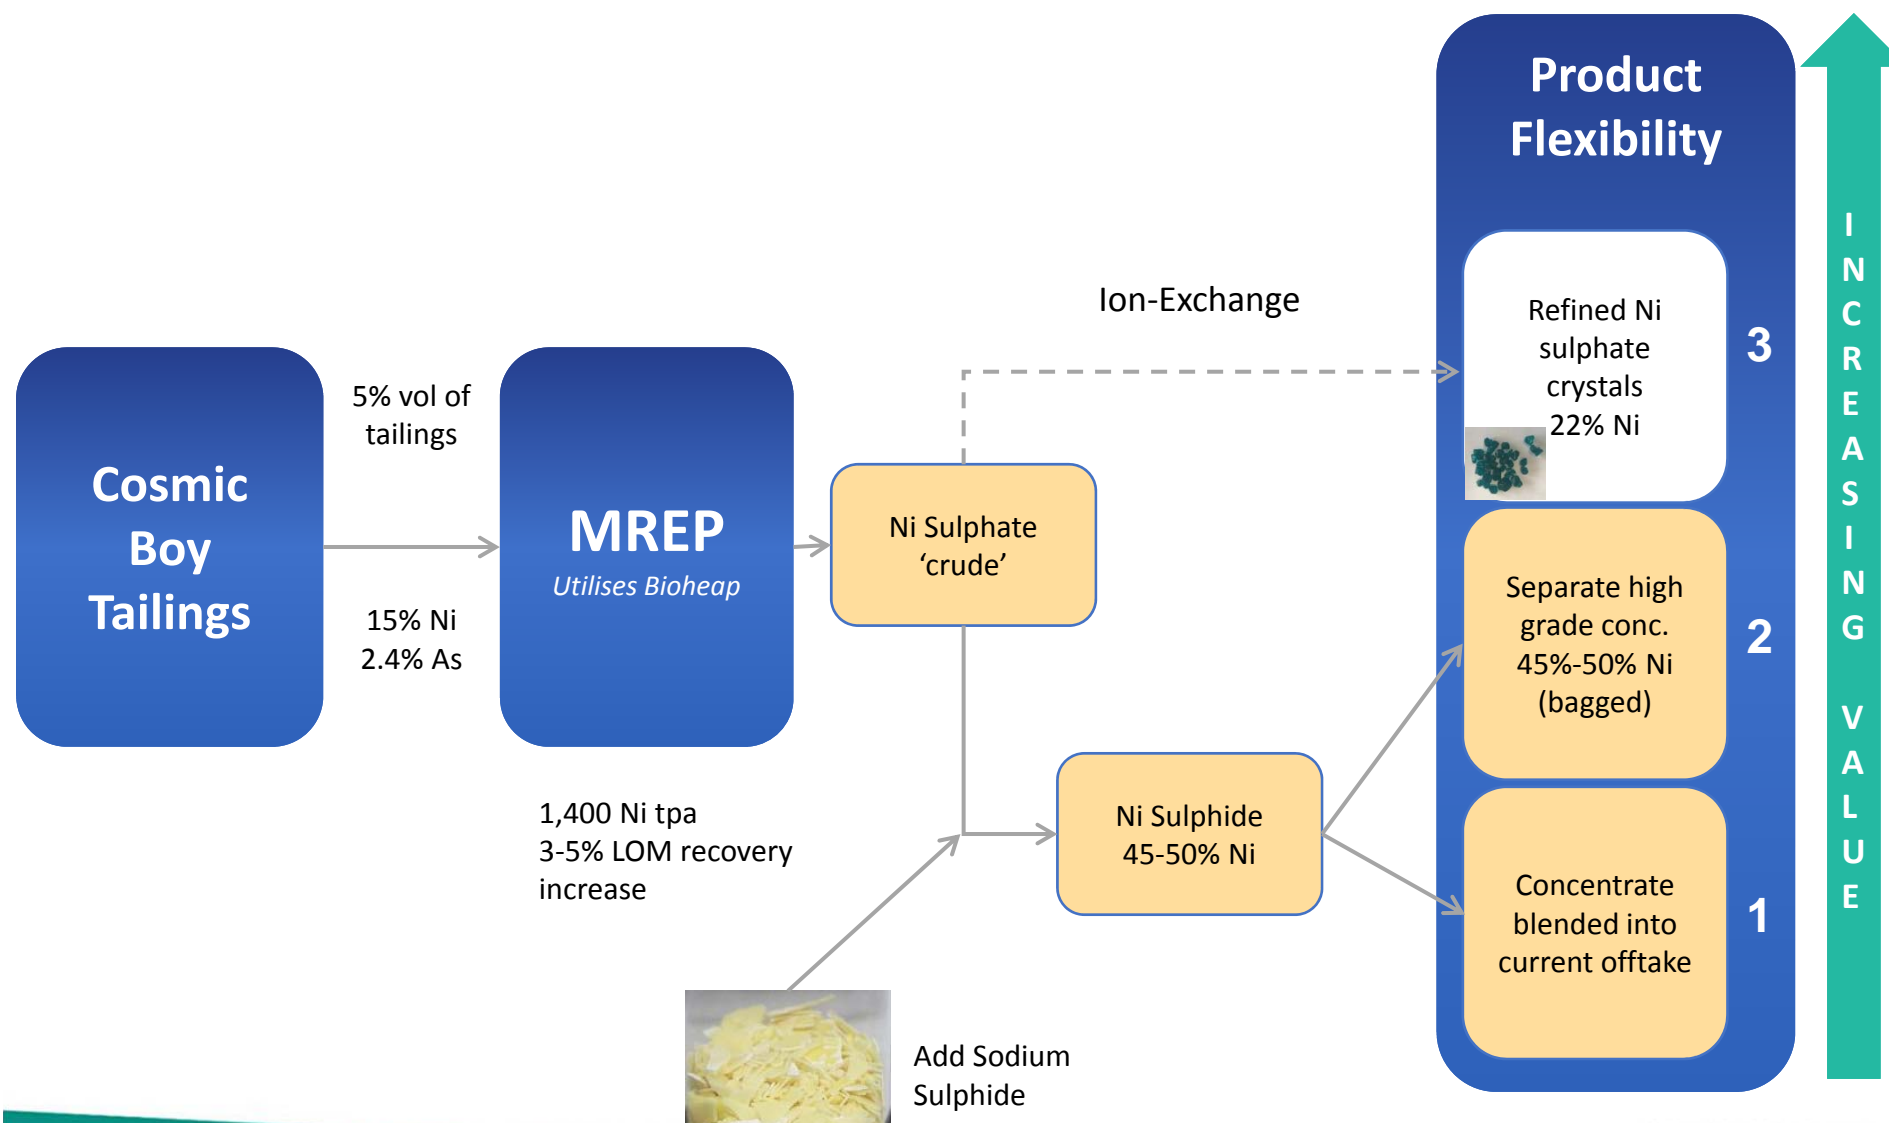 Product
Flexibility
Ion-Exchange
Refined Ni
sulphate
crystals
22% Ni
3
5% vol of
tailings
Cosmic
Boy
Tailings
MREP
Utilises Bioheap
Ni Sulphate
‘crude’
15% Ni
2.4% As
Separate high
grade conc.
45%-50% Ni
(bagged)
2
1,400 Ni tpa
3-5% LOM recovery
increase
Ni Sulphide
45-50% Ni
Concentrate
blended into
current offtake
1
Add Sodium
Sulphide
INCREASING VALUE